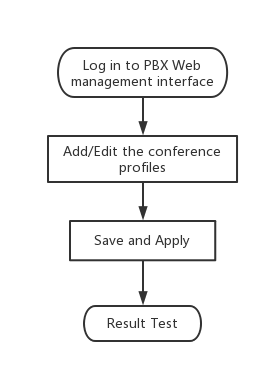 Log in to PBX Web
management interface
Add/Edit the conference
profiles
Save and Apply
Result Test